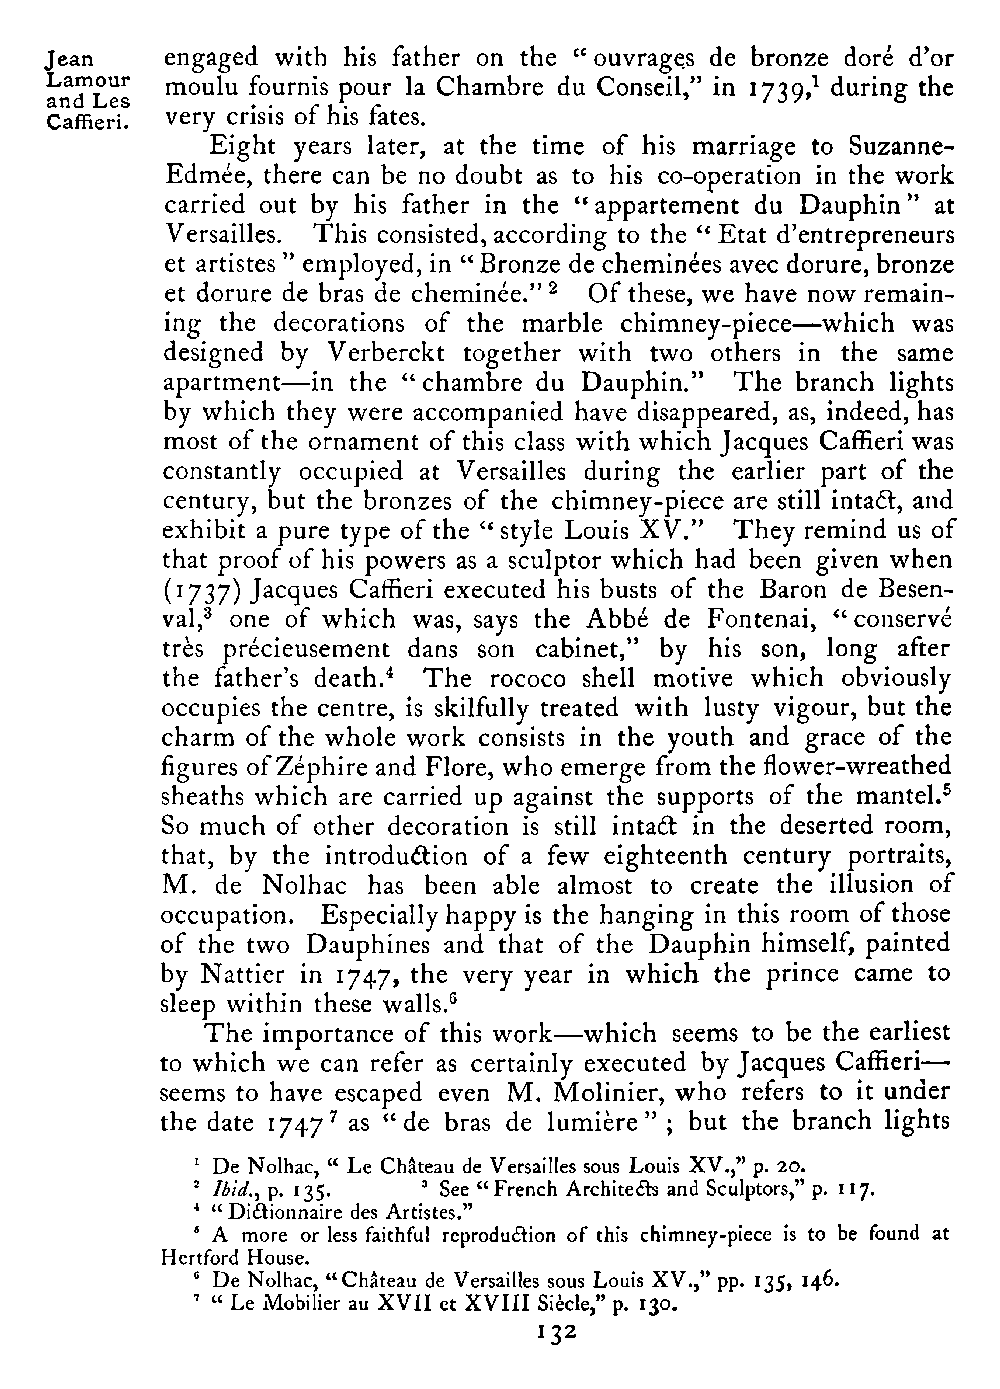 Jean
Lamour
and Les
Caffieri.
engaged with his father on the “ ouvrages de bronze doré d’or
moulu fournis pour la Chambre du Conseil,” in 1739,¹ during the
very crisis of his fates.
Eight years later, at the time of his marriage to Suzanne-
Edmée, there can be no doubt as to his co-operation in the work
carried out by his father in the “ appartement du Dauphin ” at
Versailles. This consisted, according to the “ Etat d’entrepreneurs
et artistes ” employed, in “ Bronze de cheminées avec dorure, bronze
et dorure de bras de cheminée.” ² Of these, we have now remain-
ing the decorations of the marble chimney-piece—which was
designed by Verberckt together with two others in the same
apartment—in the “ chambre du Dauphin.” The branch lights
by which they were accompanied have disappeared, as, indeed, has
most of the ornament of this class with which Jacques Caffieri was
constantly occupied at Versailles during the earlier part of the
century, but the bronzes of the chimney-piece are still intact, and
exhibit a pure type of the “ style Louis XV.” They remind us of
that proof of his powers as a sculptor which had been given when
(1737) Jacques Caffieri executed his busts of the Baron de Besen-
val,³ one of which was, says the Abbé de Fontenai, “ conservé
très précieusement dans son cabinet,” by his son, long after
the father’s death.⁴ The rococo shell motive which obviously
occupies the centre, is skilfully treated with lusty vigour, but the
charm of the whole work consists in the youth and grace of the
figures of Zéphire and Flore, who emerge from the flower-wreathed
sheaths which are carried up against the supports of the mantel.⁵
So much of other decoration is still intact in the deserted room,
that, by the introduction of a few eighteenth century portraits,
M. de Nolhac has been able almost to create the illusion of
occupation. Especially happy is the hanging in this room of those
of the two Dauphines and that of the Dauphin himself, painted
by Nattier in 1747, the very year in which the prince came to
sleep within these walls.⁶
The importance of this work—which seems to be the earliest
to which we can refer as certainly executed by Jacques Caffieri—
seems to have escaped even M. Molinier, who refers to it under
the date 1747 ⁷ as “ de bras de lumière ” ; but the branch lights
¹ De Nolhac, “ Le Château de Versailles sous Louis XV.,” p. 20.
² Ibid., p. 135. ³ See “ French Architects and Sculptors,” p. 117.
⁴ “ Dictionnaire des Artistes.”
⁵ A more or less faithful reproduction of this chimney-piece is to be found at
Hertford House.
⁶ De Nolhac, “ Château de Versailles sous Louis XV.,” pp. 135, 146.
⁷ “ Le Mobilier au XVII et XVIII Siècle,” p. 130.
132